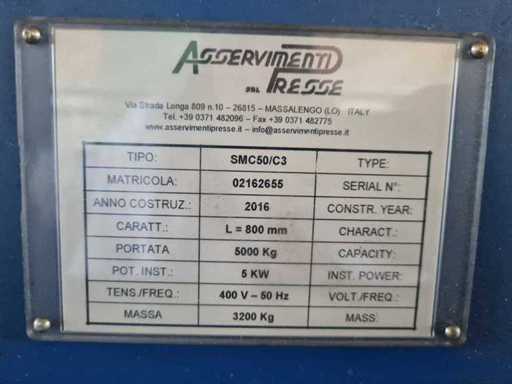 ASSERVIMENTI
SRL PRESSE
Via Strada Lunga 809 n.10 – 26815 – MASSALENGO (LO) ITALY
Tel. +39 0371 482096 – Fax +39 0371 482775
www.asservimentipresse.it – info@asservimentipresse.it
TIPO: SMC50/C3 TYPE:
MATRICOLA: 02162655 SERIAL N°:
ANNO COSTRUZ.: 2016 CONSTR. YEAR:
CARATT.: L = 800 mm CHARACT.:
PORTATA 5000 Kg CAPACITY:
POT. INST.: 5 KW INST. POWER:
TENS./FREQ.: 400 V – 50 Hz VOLT./FREQ.:
MASSA 3200 Kg MASS: